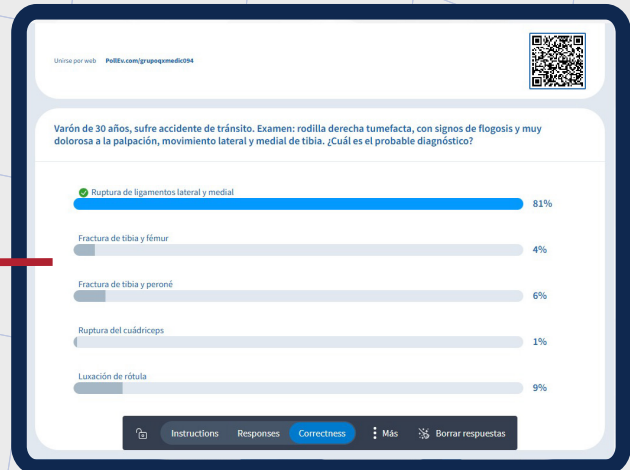 Unirse por web PollEv.com/grupoqxmedic094
Varón de 30 años, sufre accidente de tránsito. Examen: rodilla derecha tumefacta, con signos de flogosis y muy
dolorosa a la palpación, movimiento lateral y medial de tibia. ¿Cuál es el probable diagnóstico?
Ruptura de ligamentos lateral y medial
81%
Fractura de tibia y fémur
4%
Fractura de tibia y peroné
6%
Ruptura del cuádriceps
1%
Luxación de rótula
9%
Instructions Responses Correctness Más Borrar respuestas